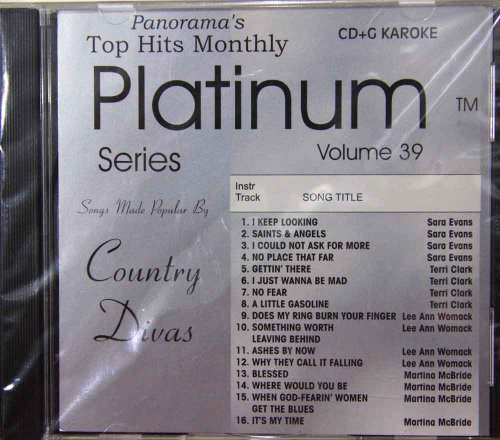 Panorama's
Top Hits Monthly
CD+G KAROKE
Platinum TM
Series
Volume 39
Instr
Track SONG TITLE
Songs Made Popular By
Country
Divas
1. I KEEP LOOKING Sara Evans
2. SAINTS & ANGELS Sara Evans
3. I COULD NOT ASK FOR MORE Sara Evans
4. NO PLACE THAT FAR Sara Evans
5. GETTIN' THERE Terri Clark
6. I JUST WANNA BE MAD Terri Clark
7. NO FEAR Terri Clark
8. A LITTLE GASOLINE Terri Clark
9. DOES MY RING BURN YOUR FINGER Lee Ann Womack
10. SOMETHING WORTH Lee Ann Womack
LEAVING BEHIND
11. ASHES BY NOW Lee Ann Womack
12. WHY THEY CALL IT FALLING Lee Ann Womack
13. BLESSED Martina McBride
14. WHERE WOULD YOU BE Martina McBride
15. WHEN GOD-FEARIN' WOMEN Martina McBride
GET THE BLUES
16. IT'S MY TIME Martina McBride